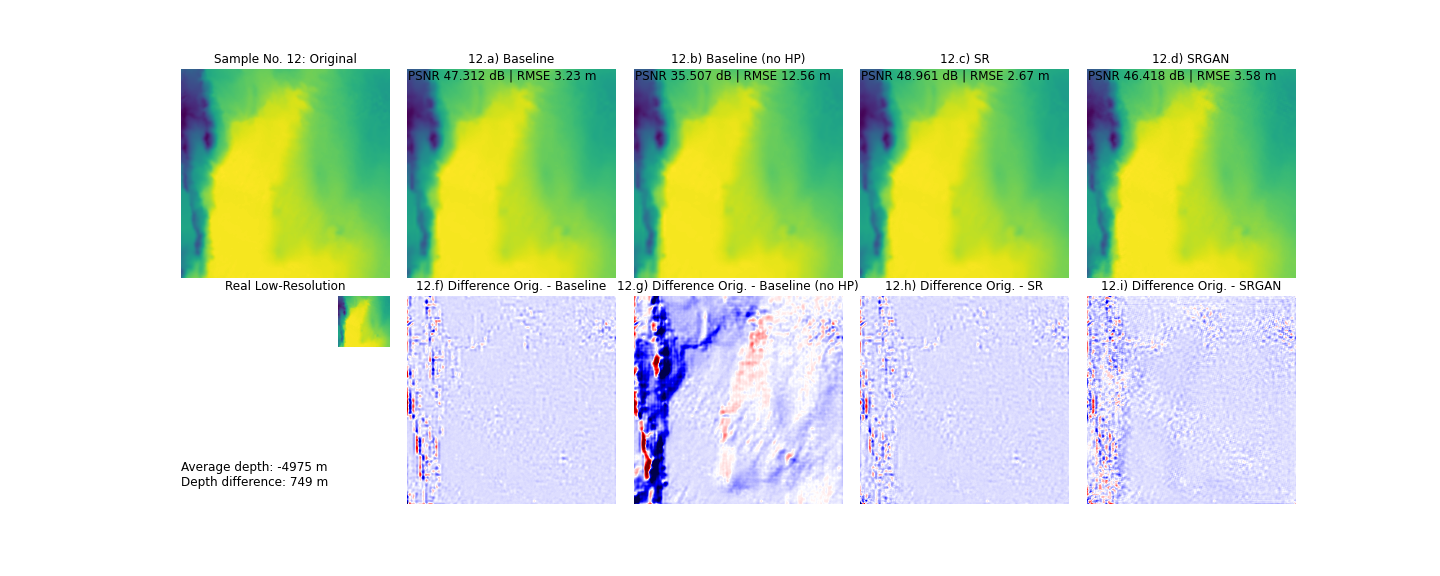 Sample No. 12: Original
12.a) Baseline
12.b) Baseline (no HP)
12.c) SR
12.d) SRGAN
PSNR 47.312 dB | RMSE 3.23 m
PSNR 35.507 dB | RMSE 12.56 m
PSNR 48.961 dB | RMSE 2.67 m
PSNR 46.418 dB | RMSE 3.58 m
Real Low-Resolution
12.f) Difference Orig. - Baseline
12.g) Difference Orig. - Baseline (no HP)
12.h) Difference Orig. - SR
12.i) Difference Orig. - SRGAN
Average depth: -4975 m
Depth difference: 749 m